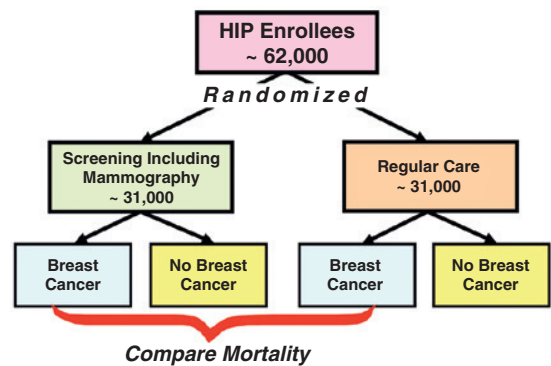 HIP Enrollees
~ 62,000
Randomized
Screening Including
Mammography
~ 31,000
Regular Care
~ 31,000
Breast
Cancer
No Breast
Cancer
Breast
Cancer
No Breast
Cancer
Compare Mortality